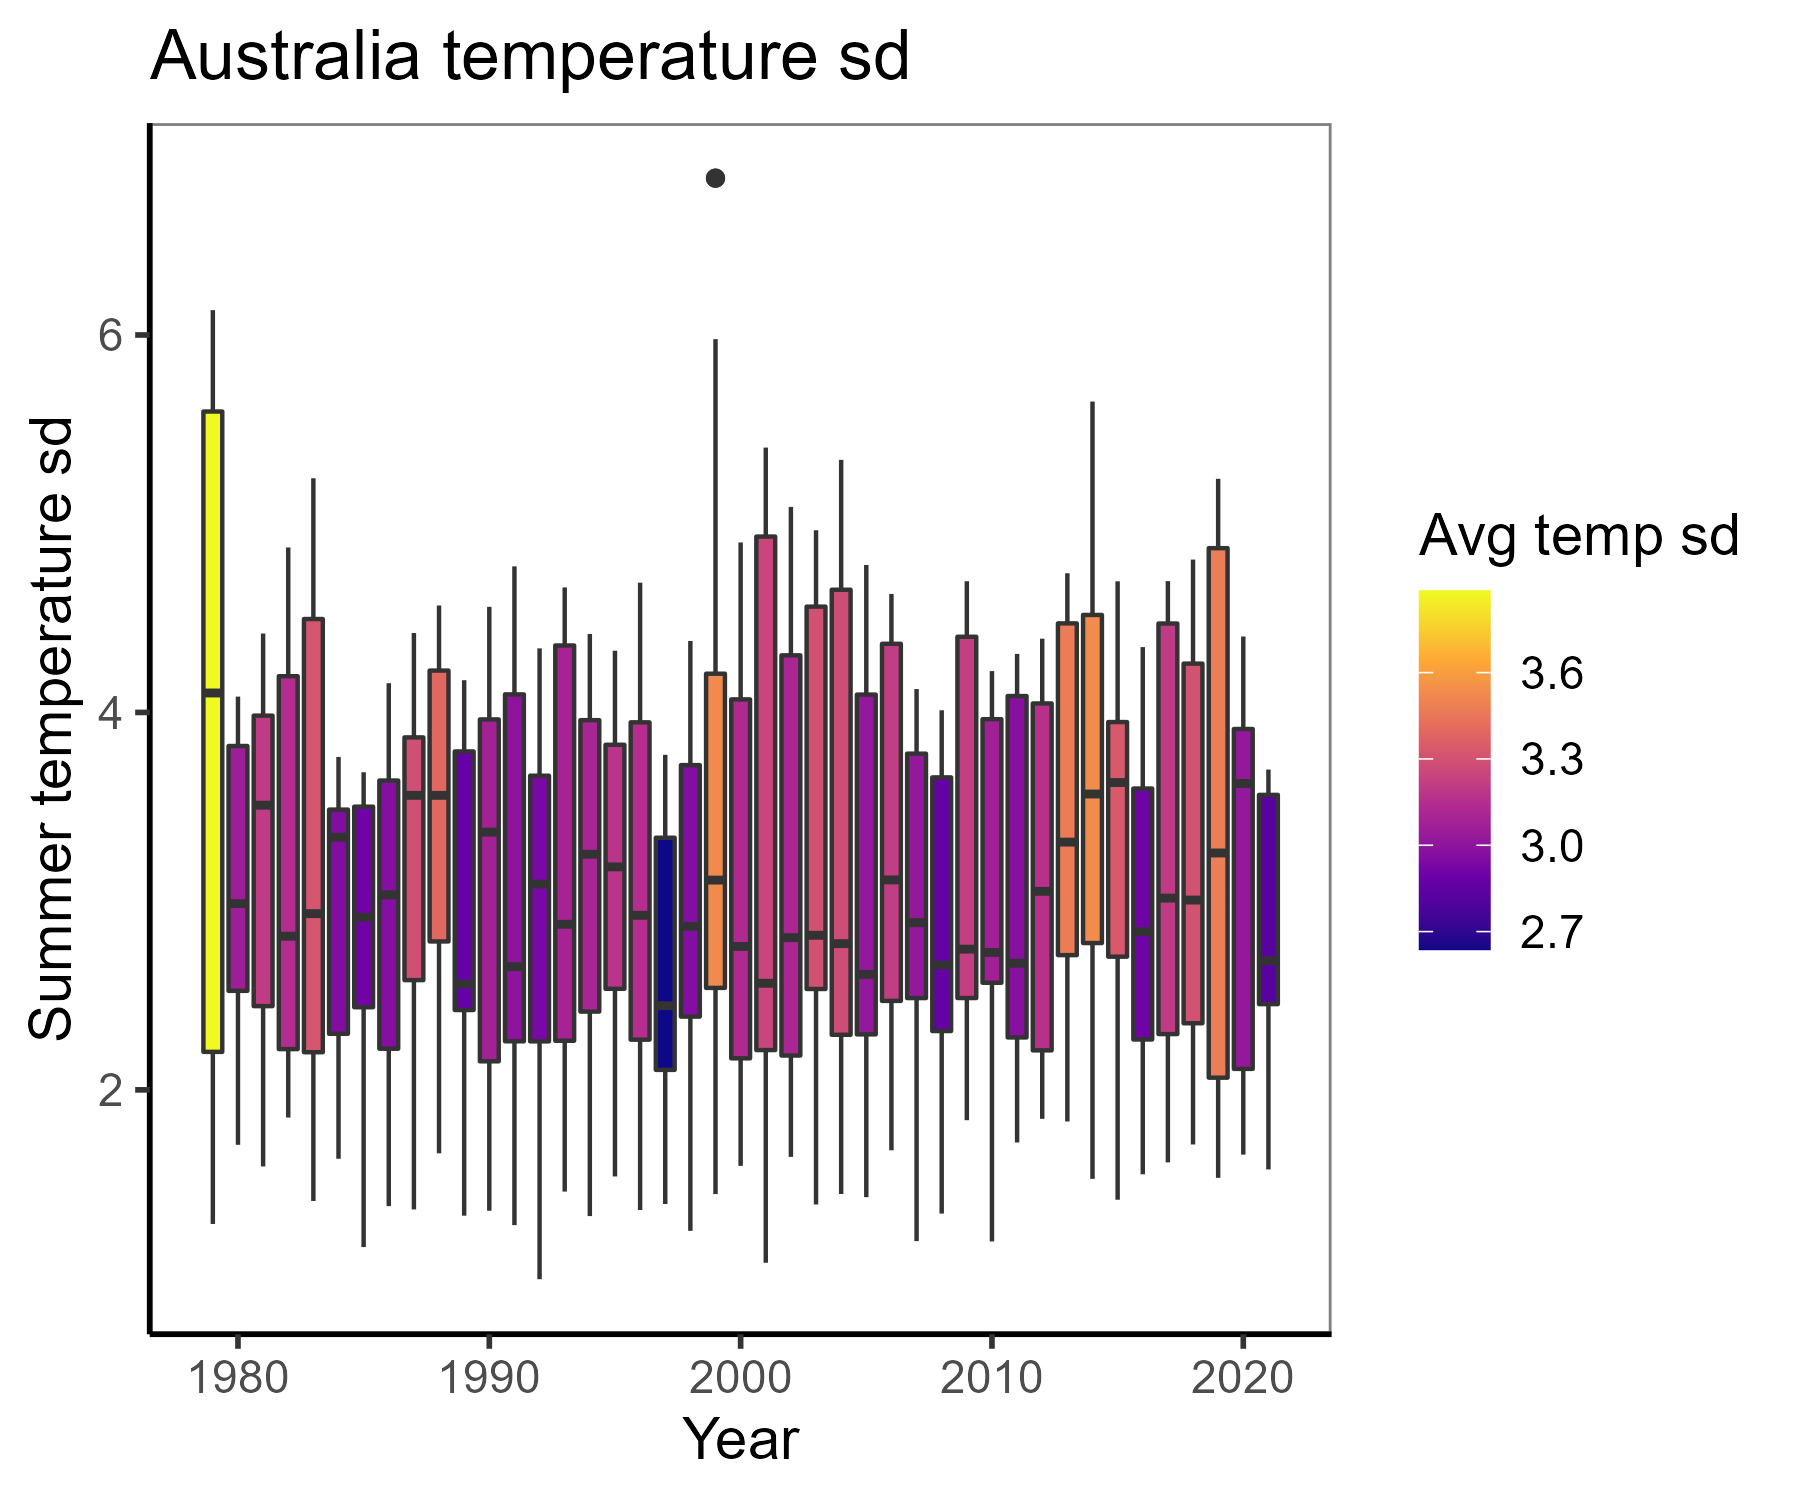 Australia temperature sd
Summer temperature sd
6
4
2
1980 1990 2000 2010 2020
Year
Avg temp sd
3.6
3.3
3.0
2.7